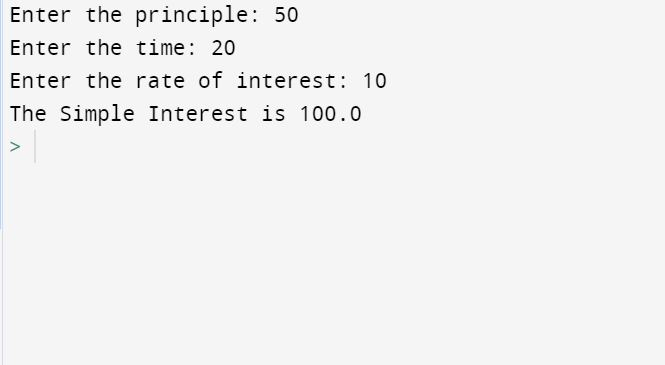 Enter the principle: 50
Enter the time: 20
Enter the rate of interest: 10
The Simple Interest is 100.0
>